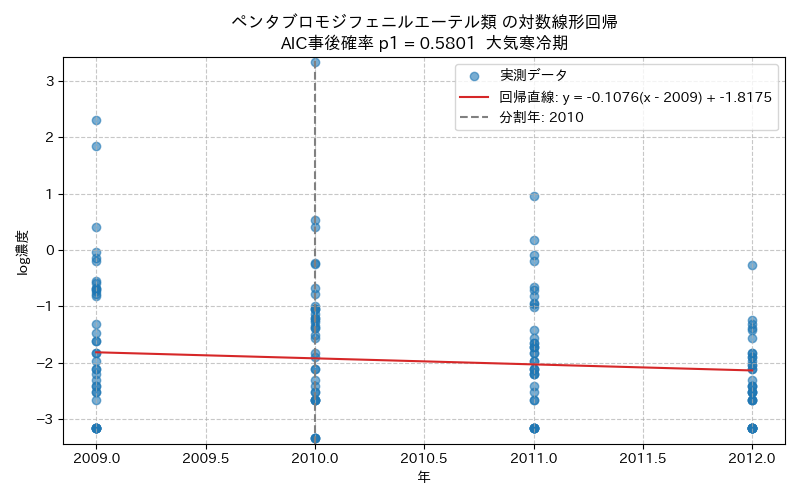 ペンタブロモジフェニルエーテル類 の対数線形回帰
AIC事後確率 p1 = 0.5801  大気寒冷期
実測データ
回帰直線: y = -0.1076(x - 2009) + -1.8175
分割年: 2010
log濃度
3
2
1
0
−1
−2
−3
2009.0 2009.5 2010.0 2010.5 2011.0 2011.5 2012.0
年